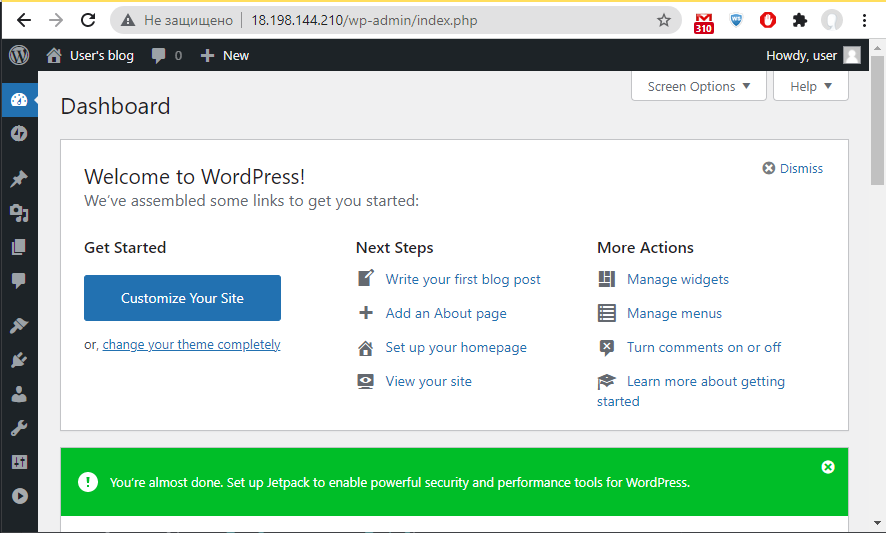 Не защищено 18.198.144.210/wp-admin/index.php
310
User's blog 0 New Howdy, user
Screen Options Help
Dashboard
Welcome to WordPress! Dismiss
We've assembled some links to get you started:
Get Started
Customize Your Site
or, change your theme completely
Next Steps
Write your first blog post
Add an About page
Set up your homepage
View your site
More Actions
Manage widgets
Manage menus
Turn comments on or off
Learn more about getting
started
You're almost done. Set up Jetpack to enable powerful security and performance tools for WordPress.